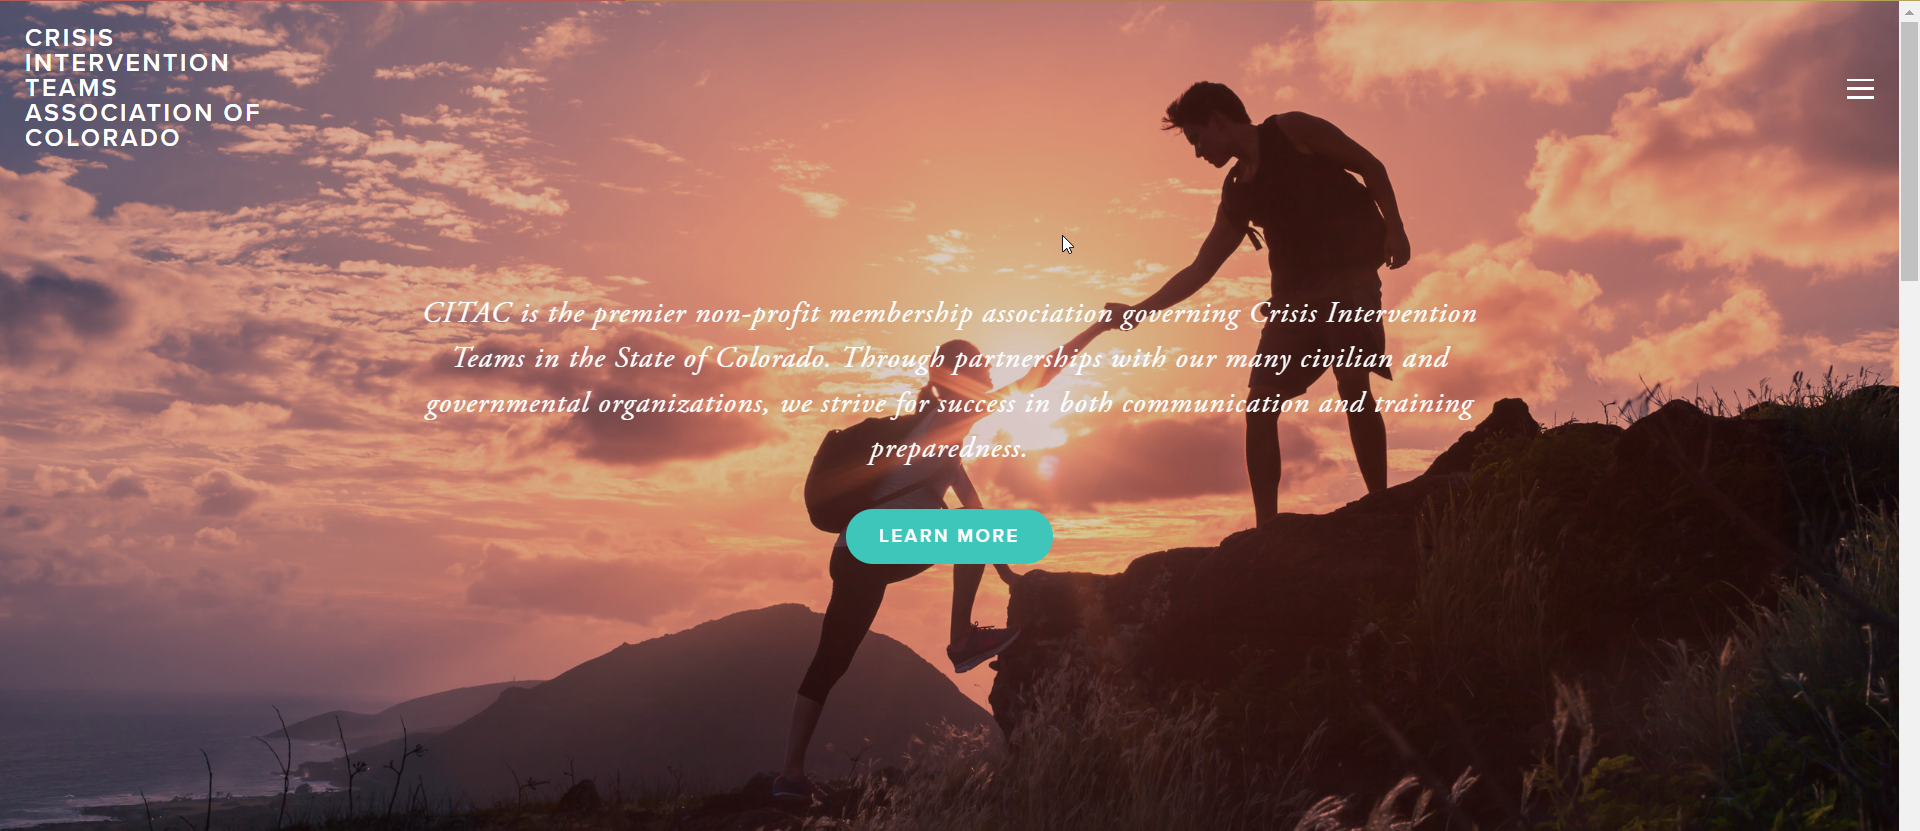 CRISIS
INTERVENTION
TEAMS
ASSOCIATION OF
COLORADO
CITAC is the premier non-profit membership association governing Crisis Intervention
Teams in the State of Colorado. Through partnerships with our many civilian and
governmental organizations, we strive for success in both communication and training
preparedness.
LEARN MORE